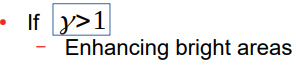 • If γ>1
– Enhancing bright areas